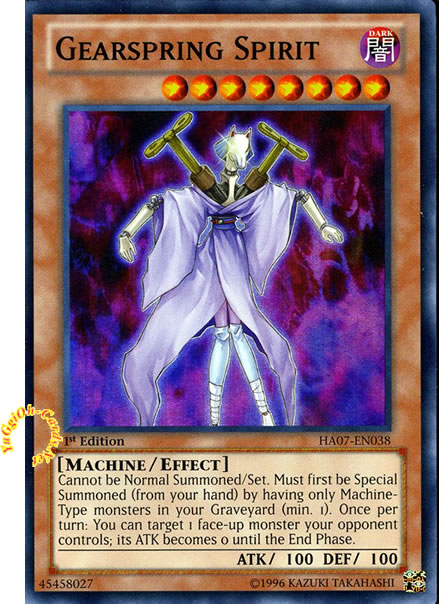 GEARSPRING SPIRIT
DARK
闇
YuGgiOh-Cards.Net
1st Edition
HA07-EN038
[MACHINE/EFFECT]
Cannot be Normal Summoned/Set. Must first be Special
Summoned (from your hand) by having only Machine-
Type monsters in your Graveyard (min. 1). Once per
turn: You can target 1 face-up monster your opponent
controls; its ATK becomes 0 until the End Phase.
ATK/ 100 DEF/ 100
45458027
©1996 KAZUKI TAKAHASHI